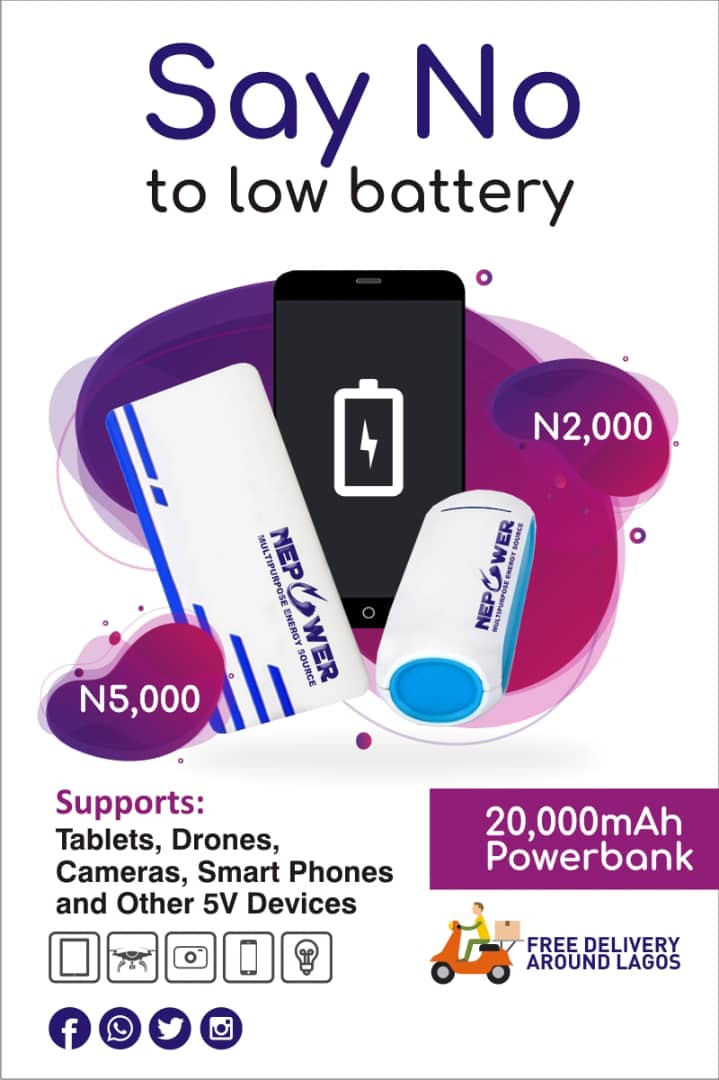 Say No
to low battery
N2,000
NEPOWER
MULTIPURPOSE ENERGY SOURCE
NEPOWER
MULTIPURPOSE ENERGY SOURCE
N5,000
Supports:
Tablets, Drones,
Cameras, Smart Phones
and Other 5V Devices
20,000mAh
Powerbank
FREE DELIVERY
AROUND LAGOS